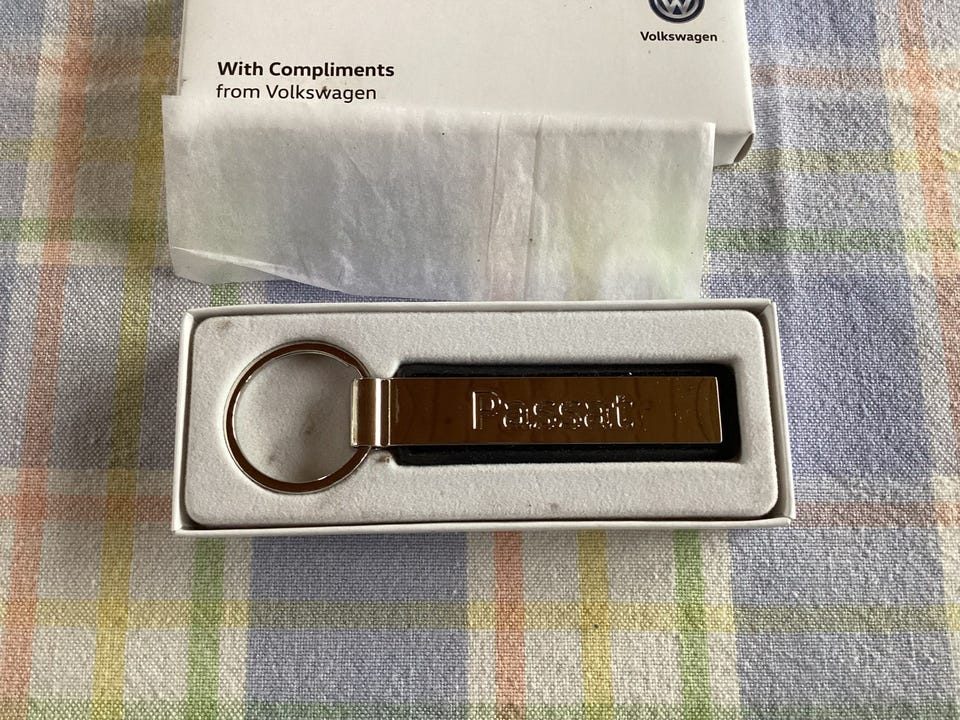 Volkswagen
With Compliments
from Volkswagen
Passat